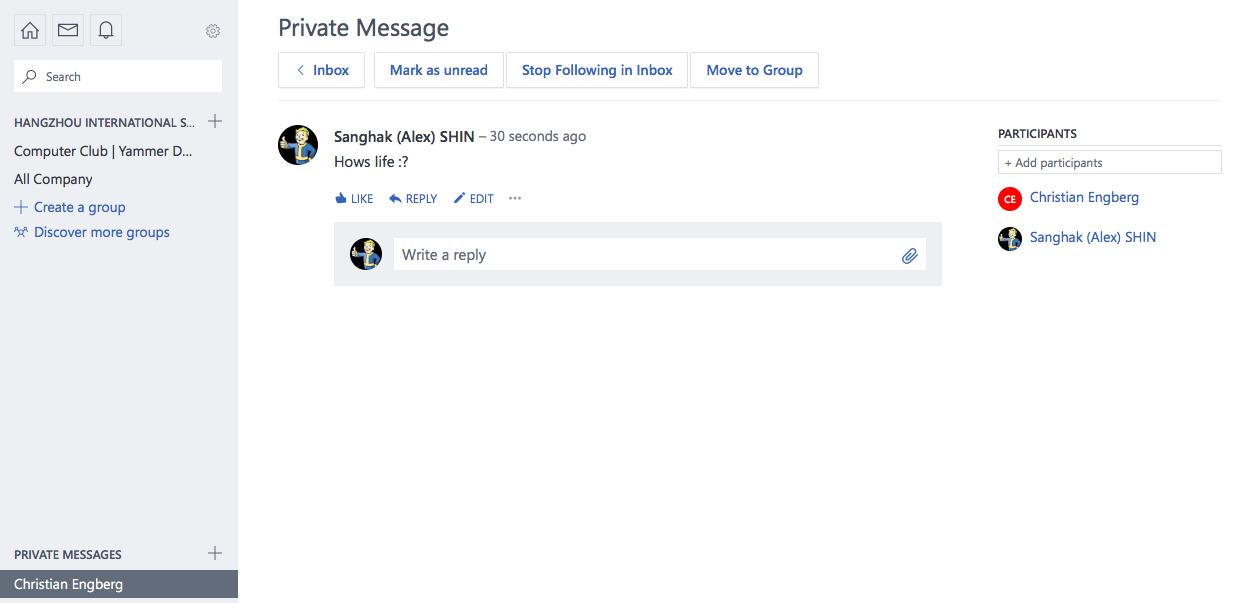 Search
HANGZHOU INTERNATIONAL S...
Computer Club | Yammer D...
All Company
Create a group
Discover more groups
PRIVATE MESSAGES
Christian Engberg
Private Message
Inbox
Mark as unread
Stop Following in Inbox
Move to Group
Sanghak (Alex) SHIN – 30 seconds ago
Hows life :?
LIKE REPLY EDIT ...
Write a reply
PARTICIPANTS
+ Add participants
CE Christian Engberg
Sanghak (Alex) SHIN